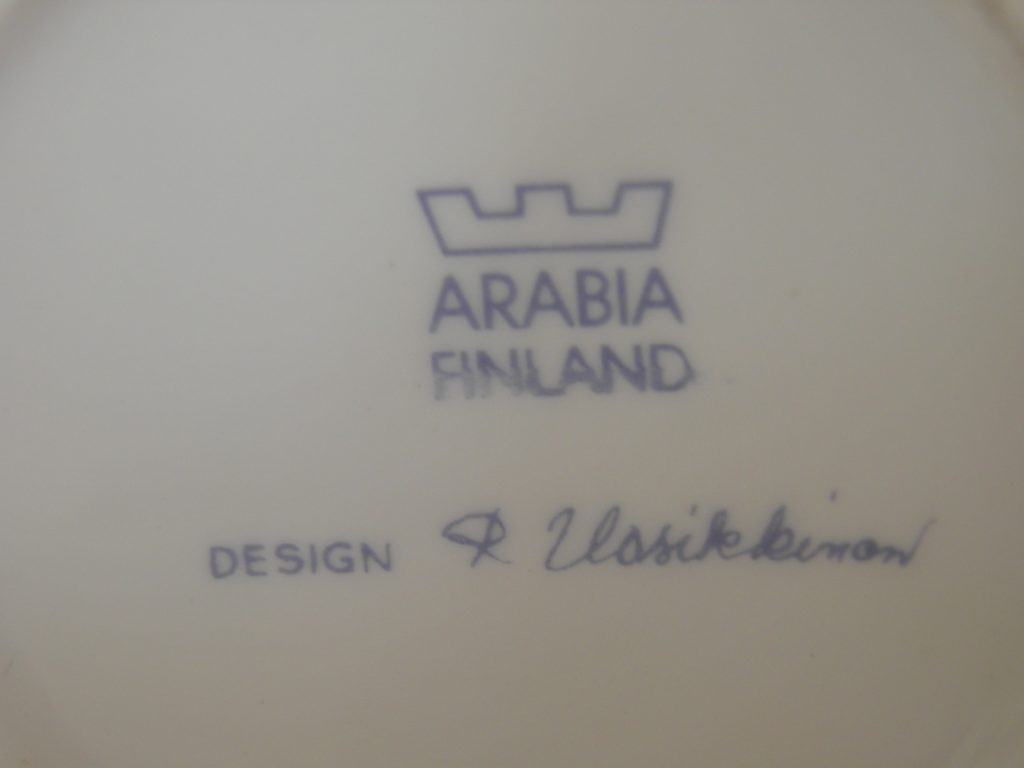 ARABIA
FINLAND
DESIGN R Uosikkinen